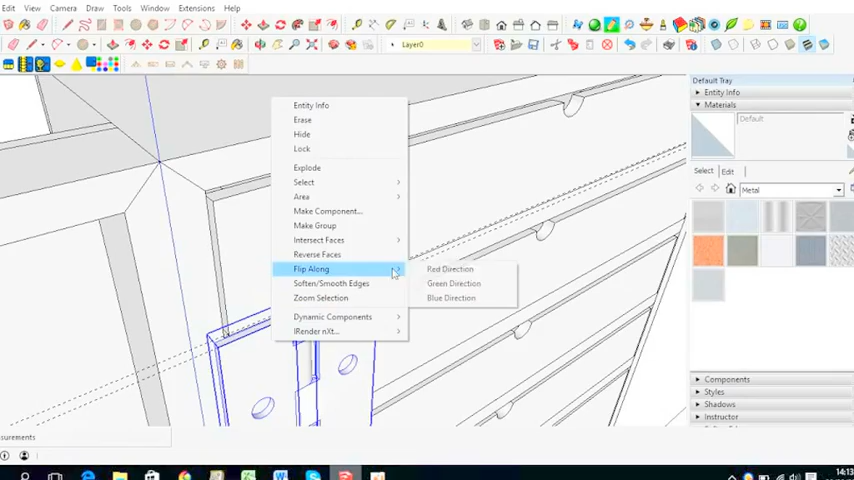 Edit View Camera Draw Tools Window Extensions Help
Layer0
Default Tray
Entity Info
Materials
Default
Select Edit
Metal
Components
Styles
Shadows
Instructor
Entity Info
Erase
Hide
Lock
Explode
Select
Area
Make Component...
Make Group
Intersect Faces
Reverse Faces
Flip Along
Soften/Smooth Edges
Zoom Selection
Dynamic Components
IRender nXt...
Red Direction
Green Direction
Blue Direction
surements
14:13